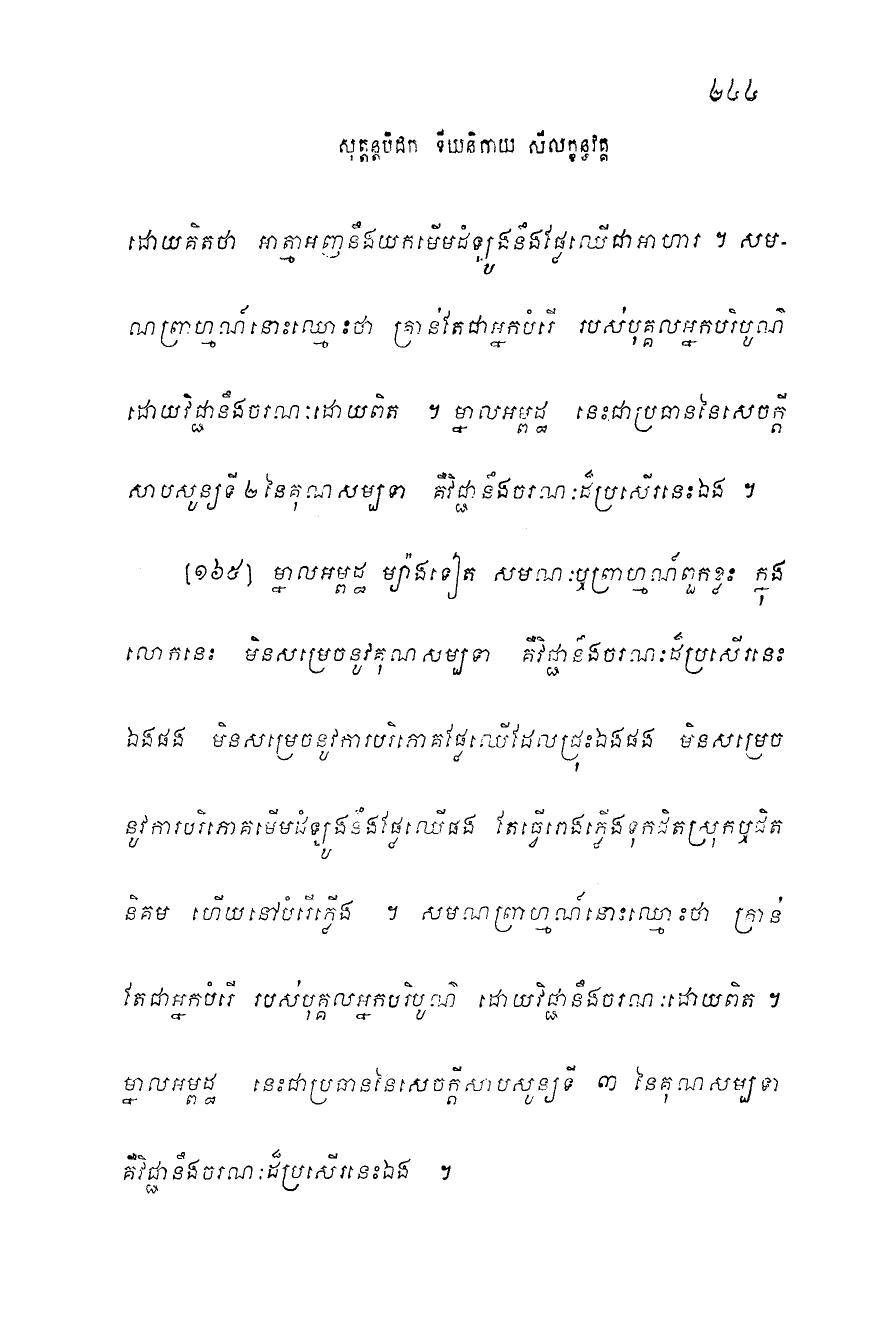 ២៤៤
សុត្តន្តបិដក ទីឃនិកាយ សីលក្ខន្ធវគ្គ
ដោយគិតថា អាត្មាអញនឹងយកមើមដំឡូងនឹងផ្លែឈើជាអាហារ ។ សម-
ណព្រាហ្មណ៍នោះឈ្មោះថា គ្រាន់តែជាអ្នកបំរើ របស់បុគ្គលអ្នកបរិបូណ៌
ដោយវិជ្ជានឹងចរណៈដោយពិត ។ ម្នាលអម្ពដ្ឋ នេះជាប្រធាននៃសេចក្តី
សាបសូន្យទី ២ នៃគុណសម្បទា គឺវិជ្ជានឹងចរណៈដ៏ប្រសើរនេះឯង ។
[១៦៥] ម្នាលអម្ពដ្ឋ ម្យ៉ាងទៀត សមណៈឬព្រាហ្មណ៍ពួកខ្លះ ក្នុង
លោកនេះ មិនសម្រេចនូវគុណសម្បទា គឺវិជ្ជានឹងចរណៈដ៏ប្រសើរនេះ
ឯងផង មិនសម្រេចនូវការបរិភោគផ្លែឈើដែលជ្រុះឯងផង មិនសម្រេច
នូវការបរិភោគមើមដំឡូងនឹងផ្លែឈើផង តែធ្វើរោងភ្លើងទុកជិតស្រុកឬជិត
និគម ហើយនៅបំរើភ្លើង ។ សមណព្រាហ្មណ៍នោះឈ្មោះថា គ្រាន់
តែជាអ្នកបំរើ របស់បុគ្គលអ្នកបរិបូណ៌ ដោយវិជ្ជានឹងចរណៈដោយពិត ។
ម្នាលអម្ពដ្ឋ នេះជាប្រធាននៃសេចក្តីសាបសូន្យទី ៣ នៃគុណសម្បទា
គឺវិជ្ជានឹងចរណៈដ៏ប្រសើរនេះឯង ។